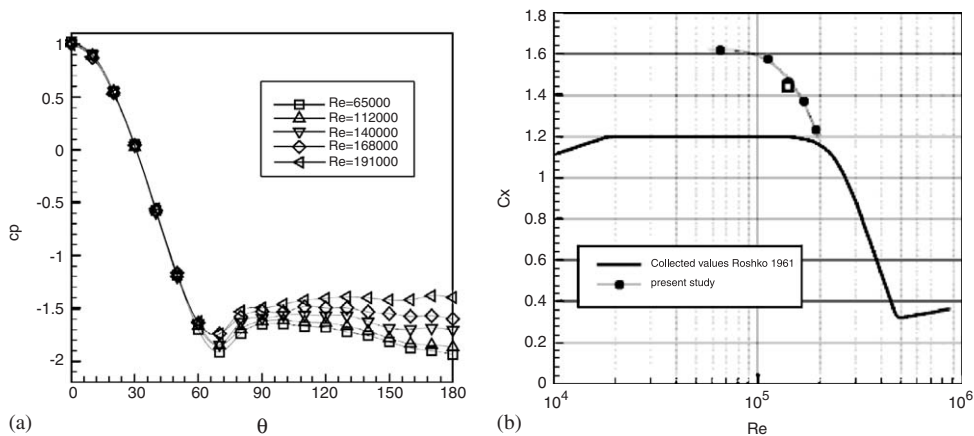 1
0.5
0
-0.5
-1
-1.5
-2
cp
Re=65000
Re=112000
Re=140000
Re=168000
Re=191000
0 30 60 90 120 150 180
θ
(a)
1.8
1.6
1.4
1.2
1
0.8
0.6
0.4
0.2
0
Cx
Collected values Roshko 1961
present study
10^4 10^5 10^6
Re
(b)